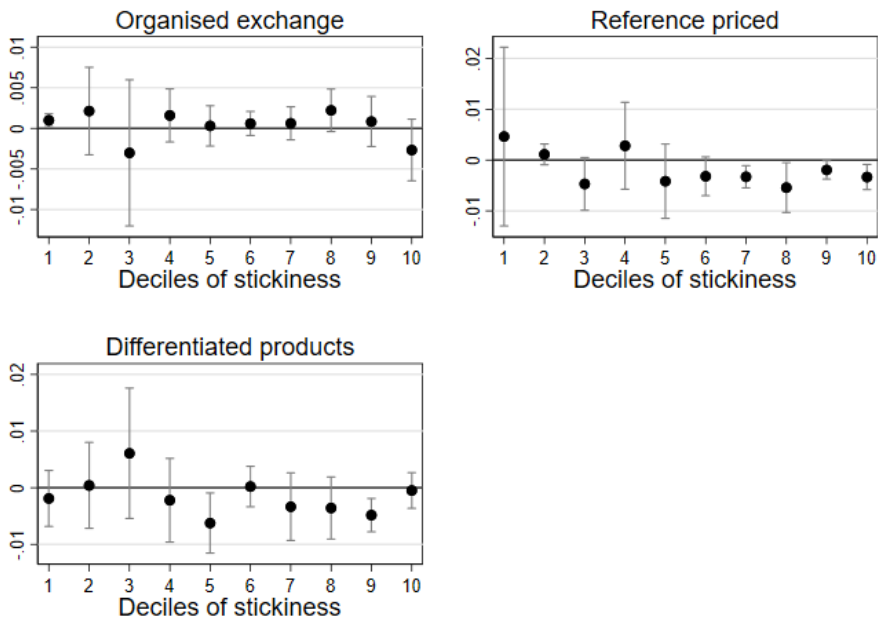 Organised exchange
.01
.005
0
-.005
-.01
1 2 3 4 5 6 7 8 9 10
Deciles of stickiness
Reference priced
.02
.01
0
-.01
1 2 3 4 5 6 7 8 9 10
Deciles of stickiness
Differentiated products
.02
.01
0
-.01
1 2 3 4 5 6 7 8 9 10
Deciles of stickiness